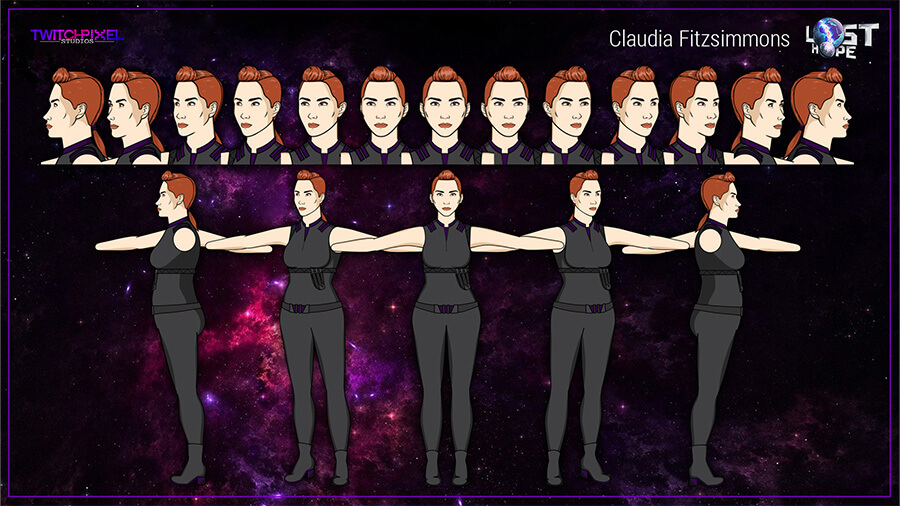 TWITCHPIXEL
STUDIOS
Claudia Fitzsimmons
LOST
HOPE